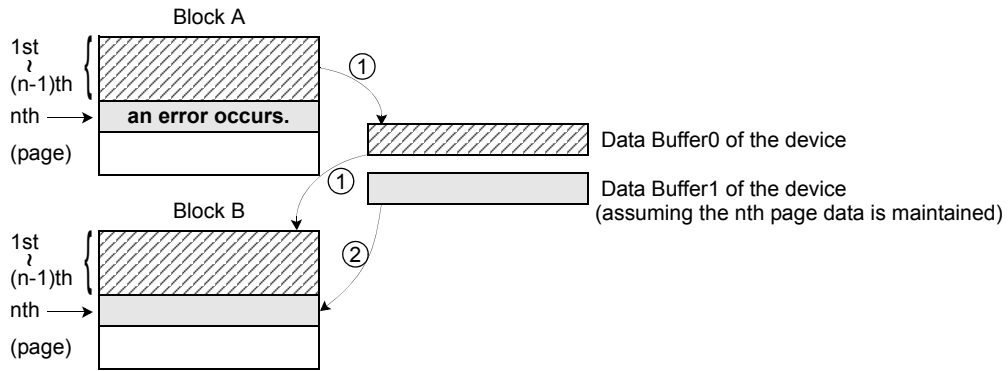 Block A
1st
~
(n-1)th
nth
an error occurs.
(page)
①
Data Buffer0 of the device
①
Data Buffer1 of the device
(assuming the nth page data is maintained)
Block B
1st
~
(n-1)th
②
nth
(page)